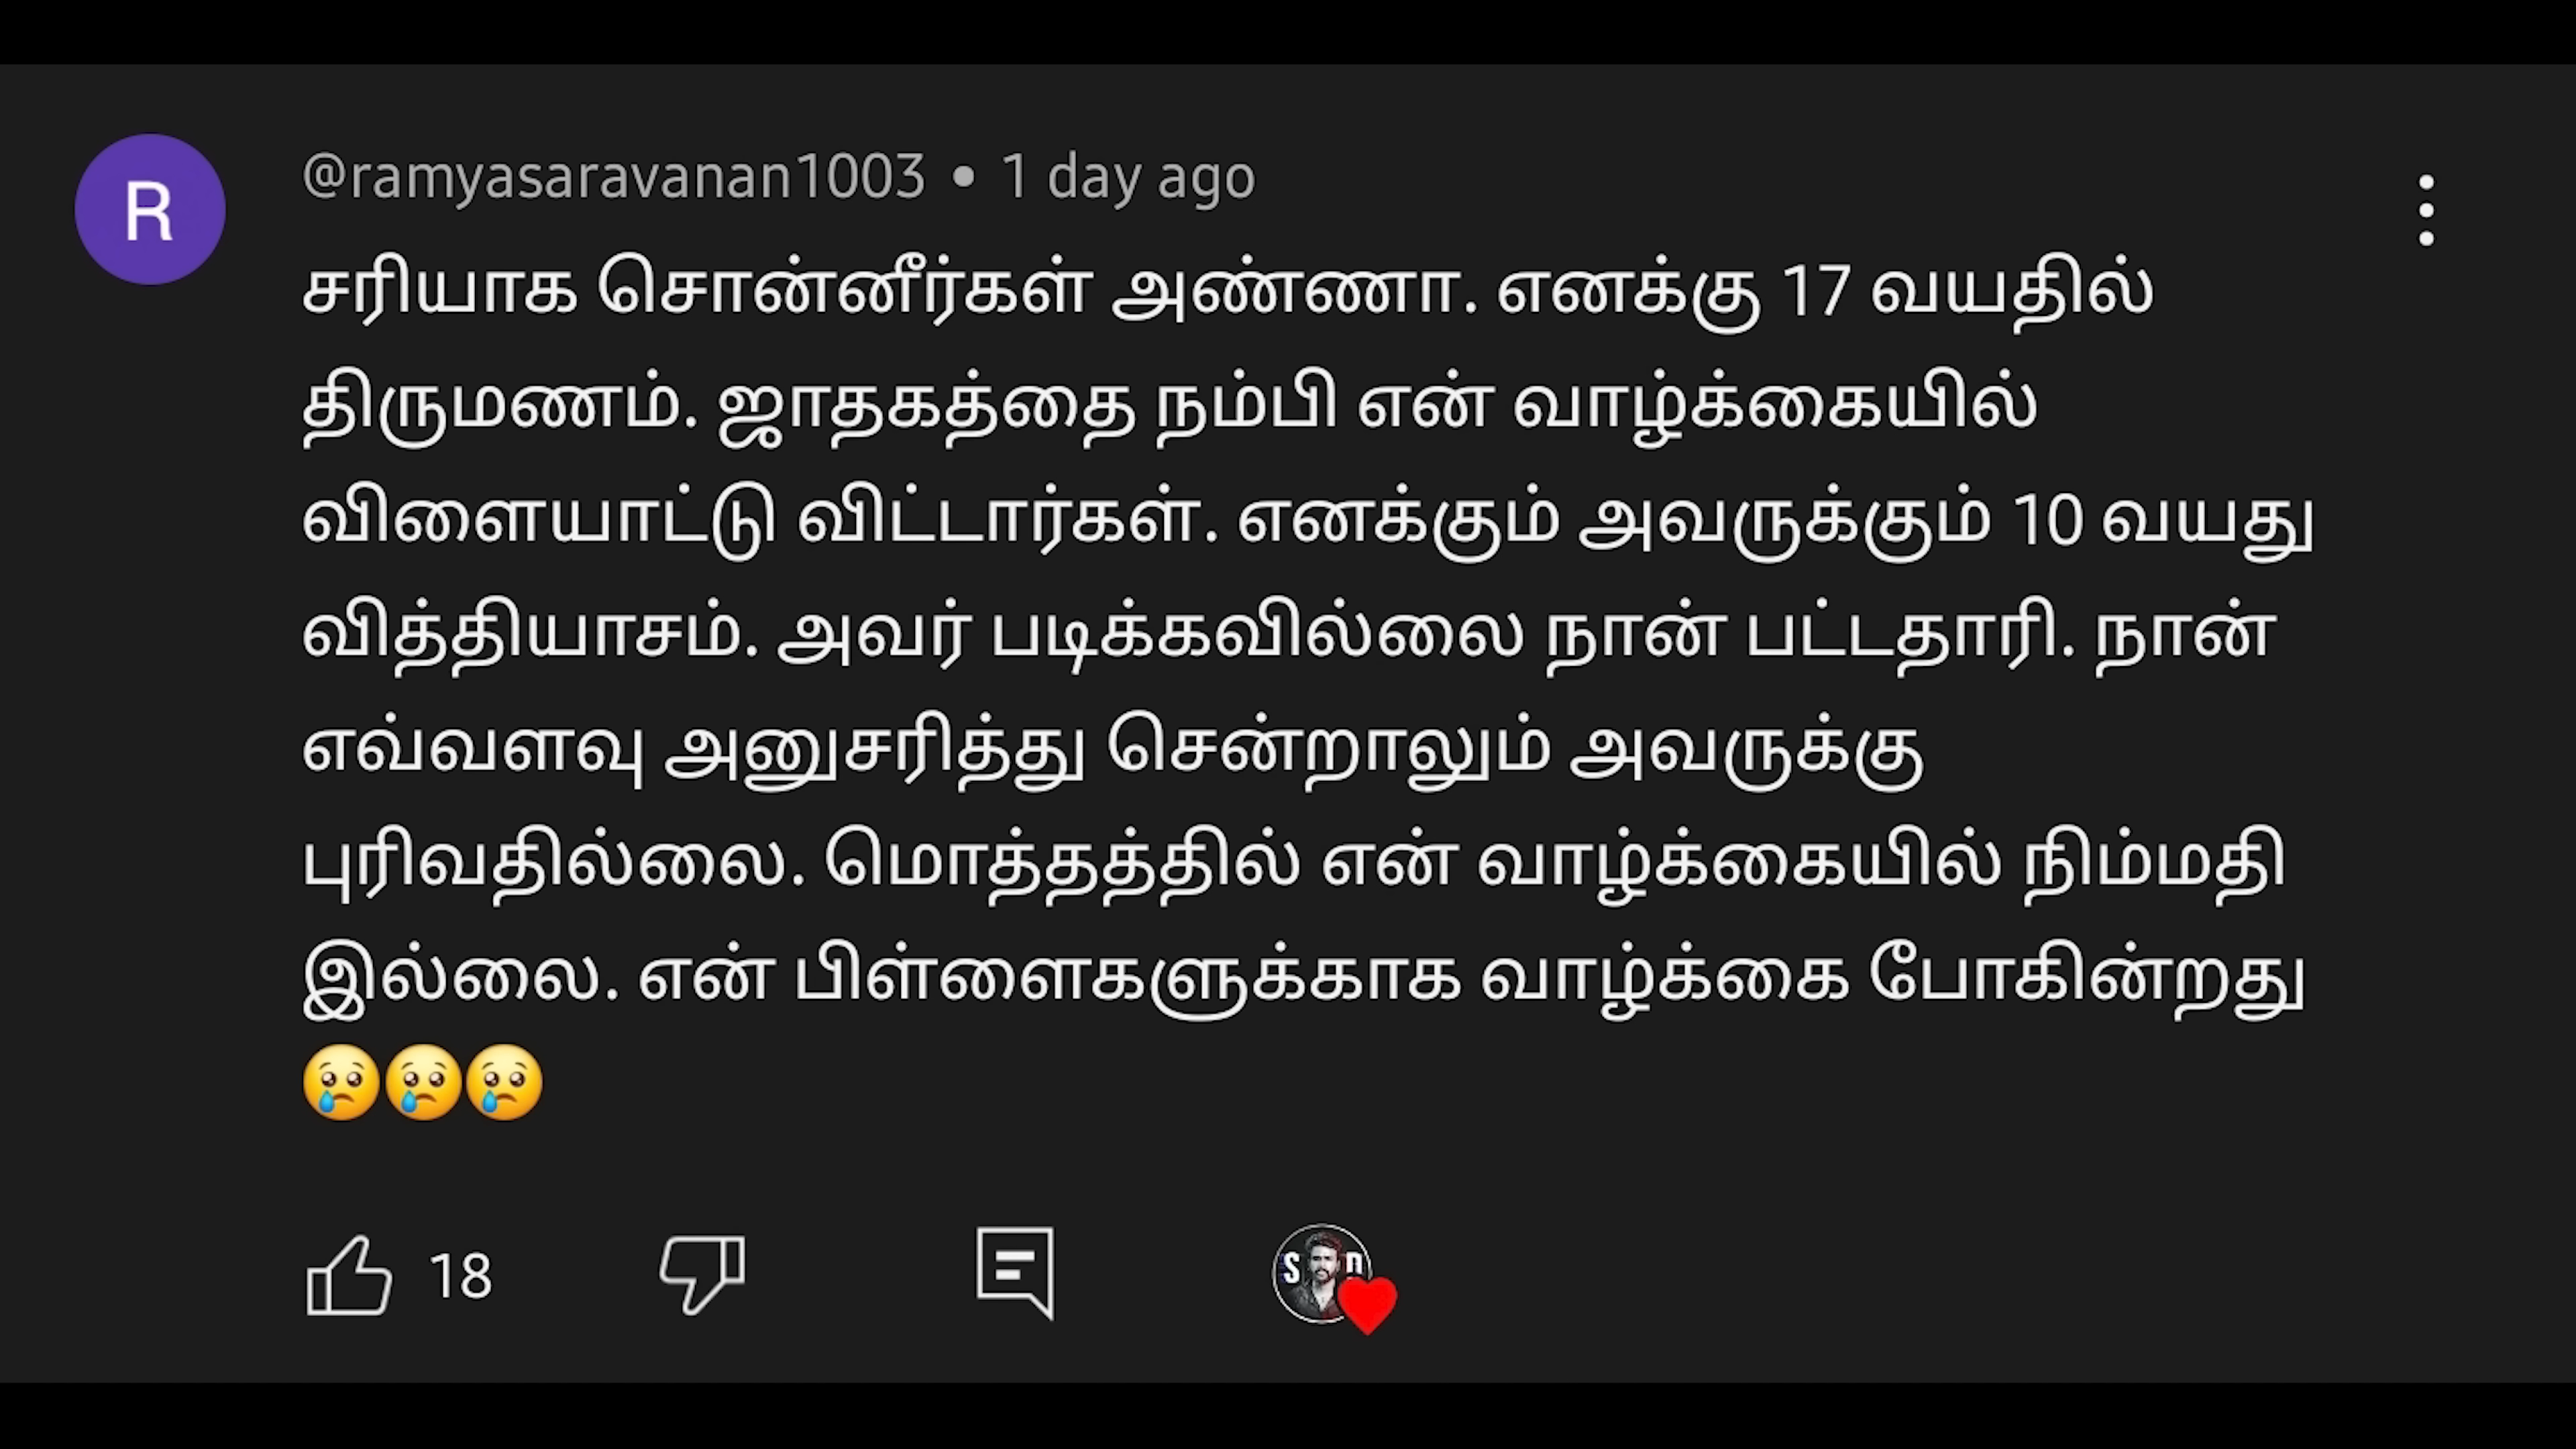 @ramyasaravanan1003 • 1 day ago
R
சரியாக சொன்னீர்கள் அண்ணா. எனக்கு 17 வயதில்
திருமணம். ஜாதகத்தை நம்பி என் வாழ்க்கையில்
விளையாட்டு விட்டார்கள். எனக்கும் அவருக்கும் 10 வயது
வித்தியாசம். அவர் படிக்கவில்லை நான் பட்டதாரி. நான்
எவ்வளவு அனுசரித்து சென்றாலும் அவருக்கு
புரிவதில்லை. மொத்தத்தில் என் வாழ்க்கையில் நிம்மதி
இல்லை. என் பிள்ளைகளுக்காக வாழ்க்கை போகின்றது
😢😢😢
18
S D